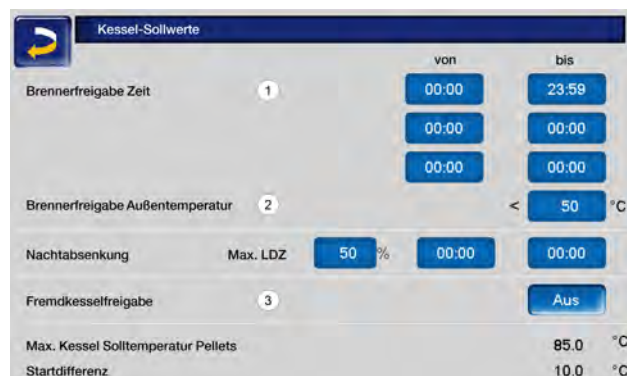 Kessel-Sollwerte
von bis
Brennerfreigabe Zeit 1 00:00 23:59
00:00 00:00
00:00 00:00
Brennerfreigabe Außentemperatur 2 < 50 °C
Nachtabsenkung Max. LDZ 50 % 00:00 00:00
Fremdkesselfreigabe 3 Aus
Max. Kessel Solltemperatur Pellets 85.0 °C
Startdifferenz 10.0 °C